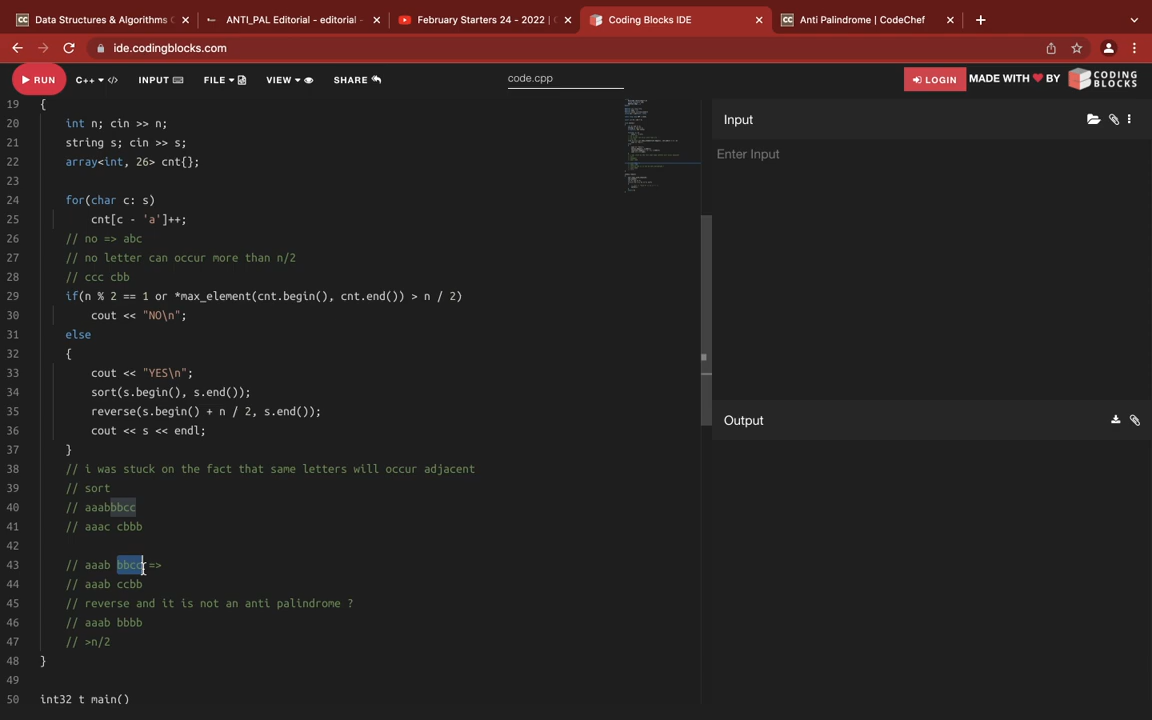 Data Structures & Algorithms C
ANTI_PAL Editorial - editorial -
February Starters 24 - 2022 |
Coding Blocks IDE
Anti Palindrome | CodeChef
ide.codingblocks.com
RUN
C++
INPUT
FILE
VIEW
SHARE
code.cpp
LOGIN
MADE WITH
BY
CODING
BLOCKS
19 {
20 int n; cin >> n;
21 string s; cin >> s;
22 array<int, 26> cnt{};
23
24 for(char c: s)
25 cnt[c - 'a']++;
26 // no => abc
27 // no letter can occur more than n/2
28 // ccc cbb
29 if(n % 2 == 1 or *max_element(cnt.begin(), cnt.end()) > n / 2)
30 cout << "NO\n";
31 else
32 {
33 cout << "YES\n";
34 sort(s.begin(), s.end());
35 reverse(s.begin() + n / 2, s.end());
36 cout << s << endl;
37 }
38 // i was stuck on the fact that same letters will occur adjacent
39 // sort
40 // aaabbbcc
41 // aaac cbbb
42
43 // aaab bbcc =>
44 // aaab ccbb
45 // reverse and it is not an anti palindrome ?
46 // aaab bbbb
47 // >n/2
48 }
49
50 int32_t main()
Input
Enter Input
Output